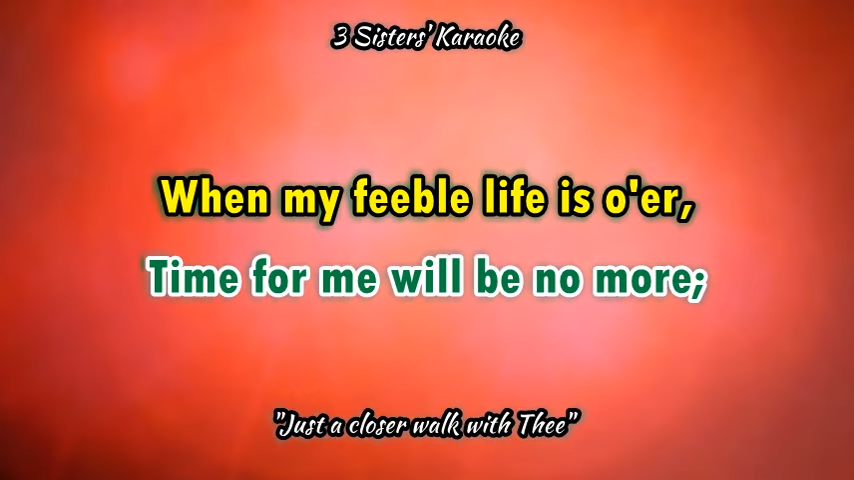 3 Sisters' Karaoke
When my feeble life is o'er,
Time for me will be no more;
"Just a closer walk with Thee"